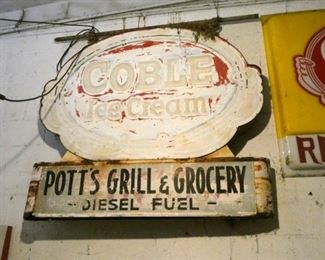 COBLE
Ice Cream
POTT'S GRILL & GROCERY
- DIESEL FUEL -
RE